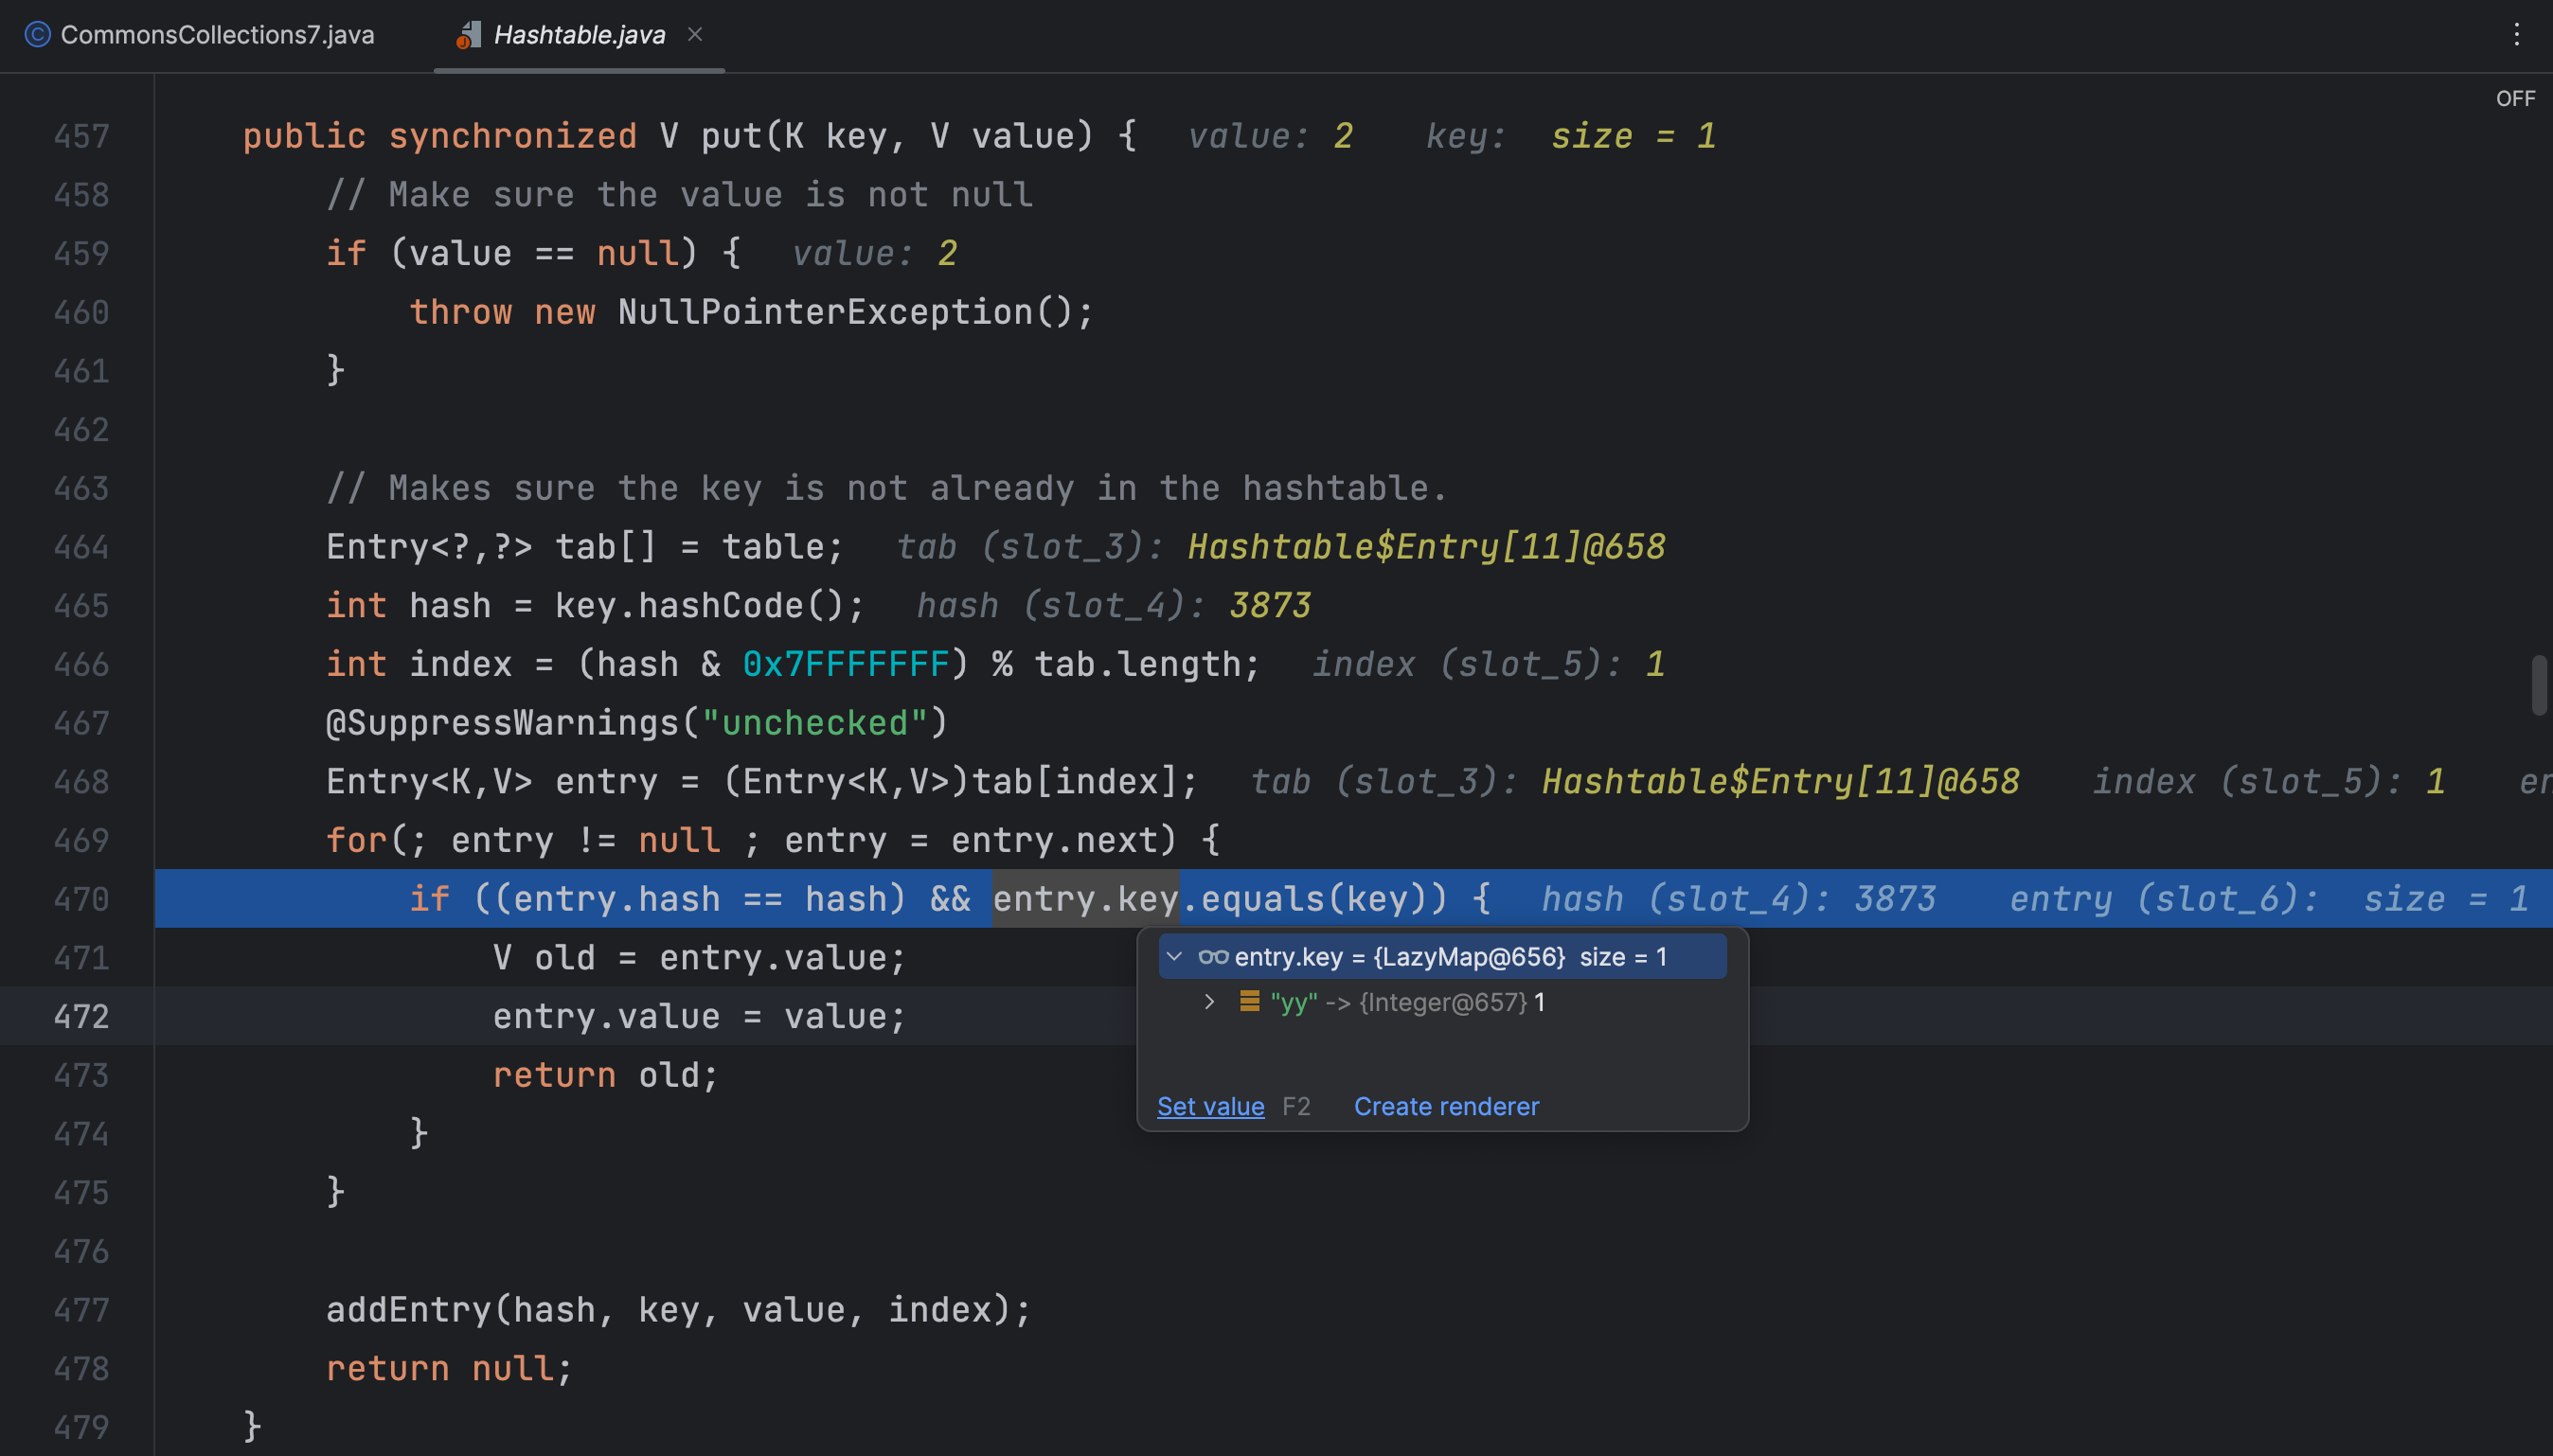 CommonsCollections7.java Hashtable.java
OFF
457 public synchronized V put(K key, V value) { value: 2 key: size = 1
458 // Make sure the value is not null
459 if (value == null) { value: 2
460 throw new NullPointerException();
461 }
462
463 // Makes sure the key is not already in the hashtable.
464 Entry<?,?> tab[] = table; tab (slot_3): Hashtable$Entry[11]@658
465 int hash = key.hashCode(); hash (slot_4): 3873
466 int index = (hash & 0x7FFFFFFF) % tab.length; index (slot_5): 1
467 @SuppressWarnings("unchecked")
468 Entry<K,V> entry = (Entry<K,V>)tab[index]; tab (slot_3): Hashtable$Entry[11]@658 index (slot_5): 1 en
469 for(; entry != null ; entry = entry.next) {
470 if ((entry.hash == hash) && entry.key.equals(key)) { hash (slot_4): 3873 entry (slot_6): size = 1
471 V old = entry.value;
entry.key = {LazyMap@656} size = 1
472 entry.value = value;
"yy" -> {Integer@657} 1
473 return old;
Set value F2 Create renderer
474 }
475 }
476
477 addEntry(hash, key, value, index);
478 return null;
479 }